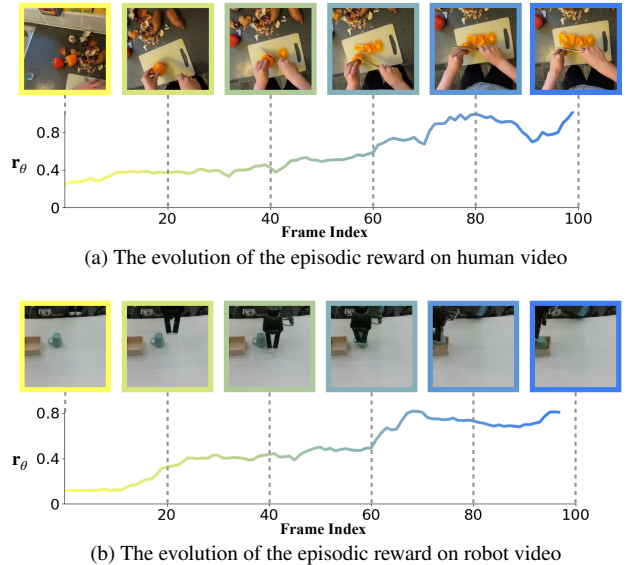 0.8
0.4
0
r_θ
20
40
60
80
100
Frame Index
(a) The evolution of the episodic reward on human video
0.8
0.4
0
r_θ
20
40
60
80
100
Frame Index
(b) The evolution of the episodic reward on robot video